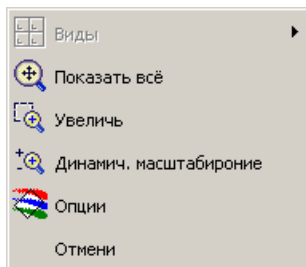 Виды
Показать всё
Увеличь
Динамич. масштабироние
Опции
Отмени